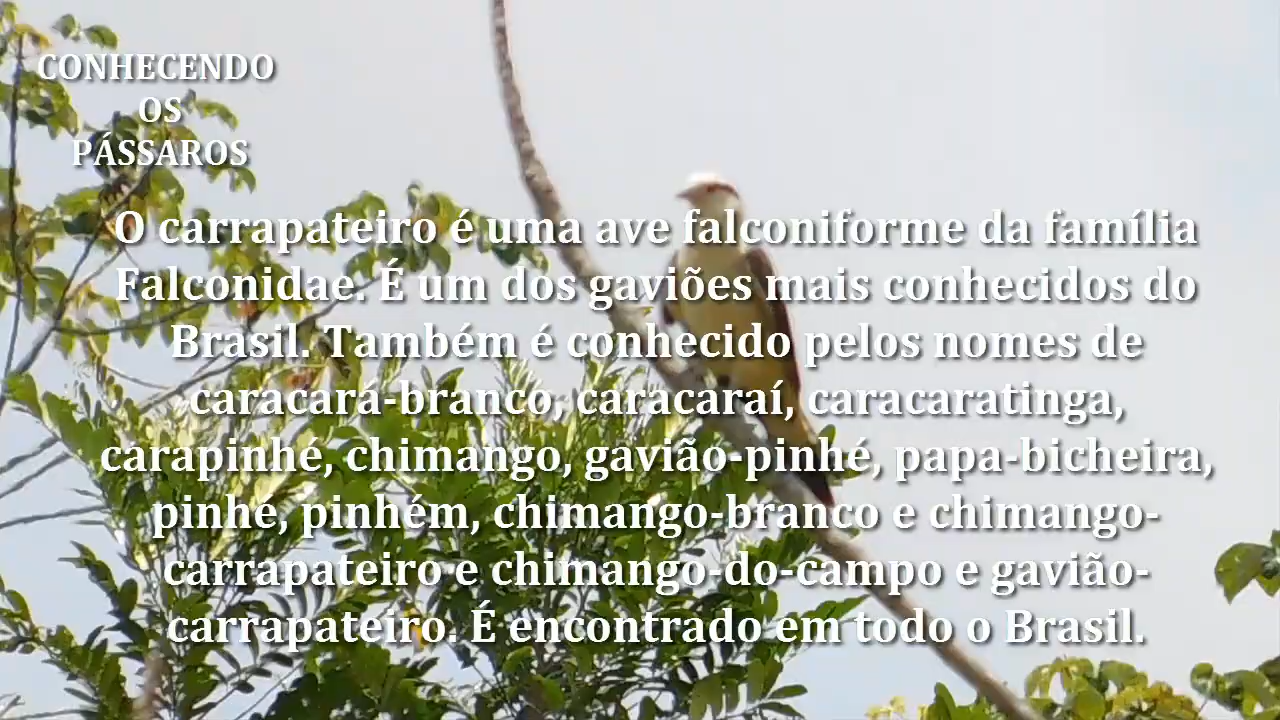 CONHECENDO
OS
PÁSSAROS
O carrapateiro é uma ave falconiforme da família
Falconidae. É um dos gaviões mais conhecidos do
Brasil. Também é conhecido pelos nomes de
caracará-branco, caracaraí, caracaratinga,
carapinhé, chimango, gavião-pinhé, papa-bicheira,
pinhé, pinhém, chimango-branco e chimango-
carrapateiro e chimango-do-campo e gavião-
carrapateiro. É encontrado em todo o Brasil.